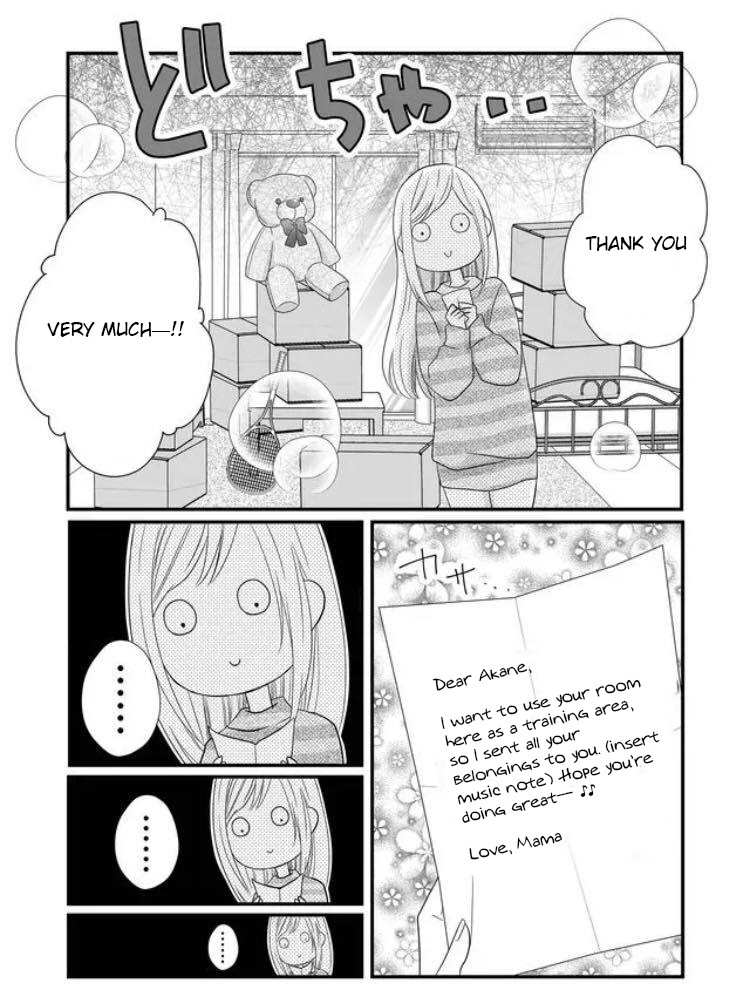 どちゃ‥
THANK YOU
VERY MUCH—!!
カサ……
Dear Akane,
I want to use your room
here as a training area,
so I sent all your
Belongings to you. (insert
music note) Hope you're
doing great— ♪♪
Love, Mama
……
……
……